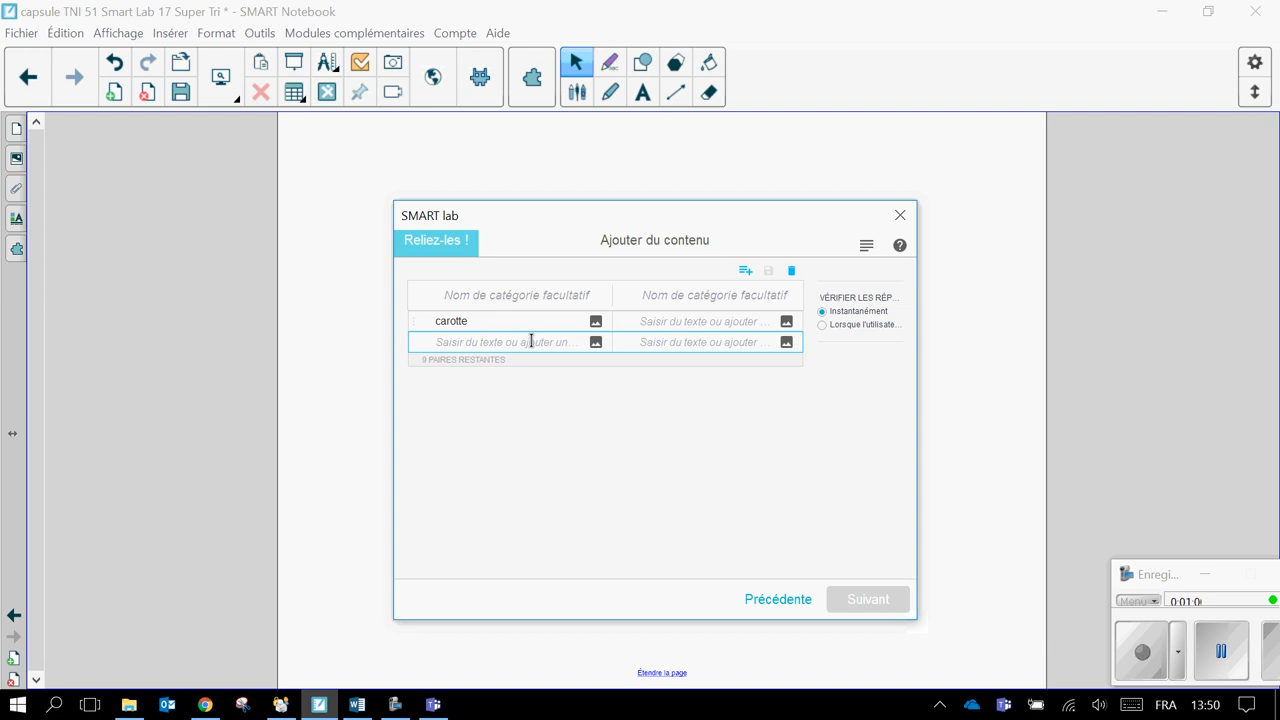 capsule TNI 51 Smart Lab 17 Super Tri * - SMART Notebook
Fichier Édition Affichage Insérer Format Outils Modules complémentaires Compte Aide
SMART lab
Reliez-les !
Ajouter du contenu
Nom de catégorie facultatif Nom de catégorie facultatif
VÉRIFIER LES RÉP...
Instantanément
carotte Saisir du texte ou ajouter ...
Lorsque l'utilisate...
Saisir du texte ou ajouter un... Saisir du texte ou ajouter ...
9 PAIRES RESTANTES
Précédente Suivant
Enregi...
Menu
Étendre la page
FRA 13:50